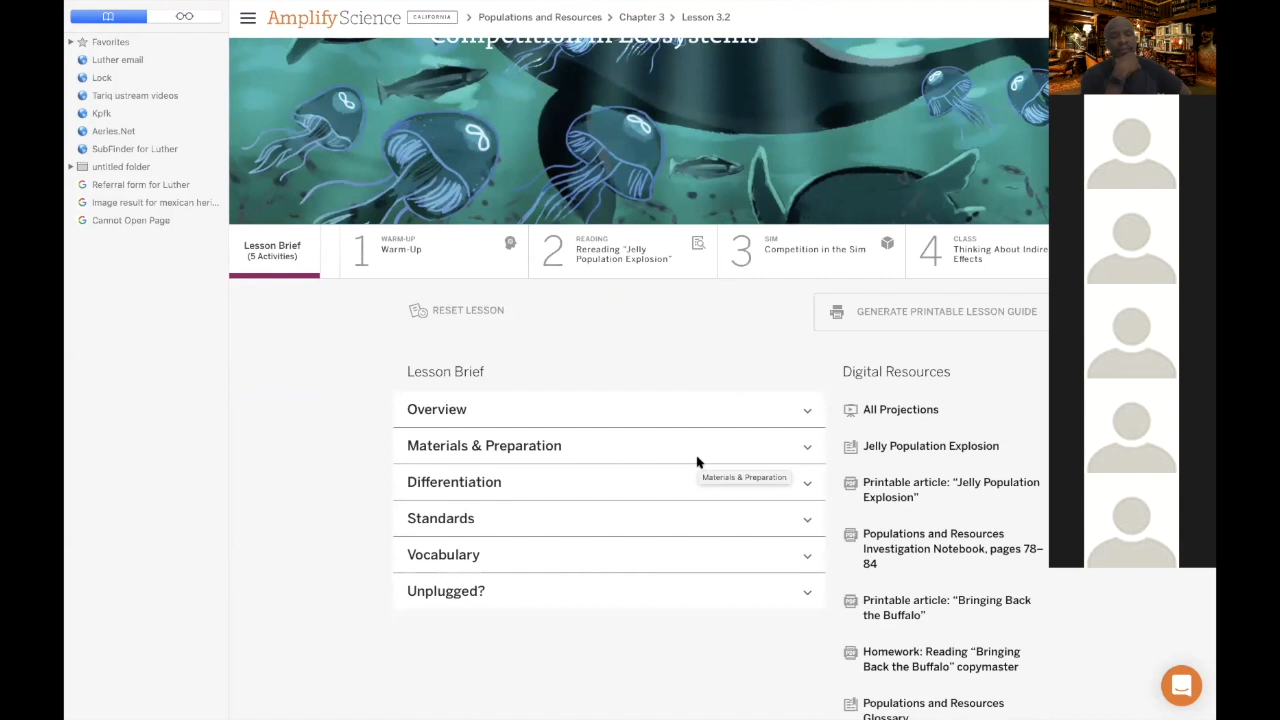 AmplifyScience CALIFORNIA > Populations and Resources > Chapter 3 > Lesson 3.2
Competition in Ecosystems
Favorites
Luther email
Lock
Tariq ustream videos
Kpfk
Aeries.Net
SubFinder for Luther
untitled folder
Referral form for Luther
Image result for mexican heri...
Cannot Open Page
Lesson Brief
(5 Activities)
1
WARM-UP
Warm-Up
2
READING
Rereading “Jelly
Population Explosion”
3
SIM
Competition in the Sim
4
CLASS
Thinking About Indire
Effects
RESET LESSON
GENERATE PRINTABLE LESSON GUIDE
Lesson Brief
Overview
Materials & Preparation
Materials & Preparation
Differentiation
Standards
Vocabulary
Unplugged?
Digital Resources
All Projections
Jelly Population Explosion
Printable article: “Jelly Population
Explosion”
Populations and Resources
Investigation Notebook, pages 78–
84
Printable article: “Bringing Back
the Buffalo”
Homework: Reading “Bringing
Back the Buffalo” copymaster
Populations and Resources
Glossary